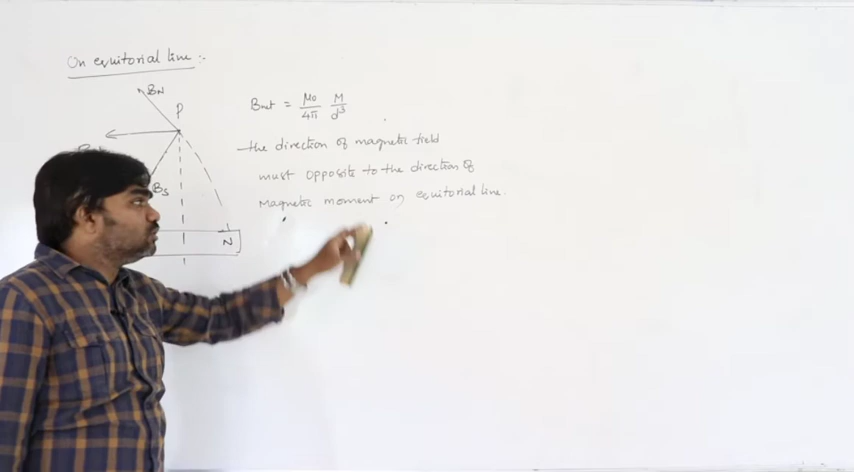 On equitorial line :-
BN
P
Bnet = μ0/4π M/d³
the direction of magnetic field
must opposite to the direction of
Magnetic moment on equitorial line.
BS
N